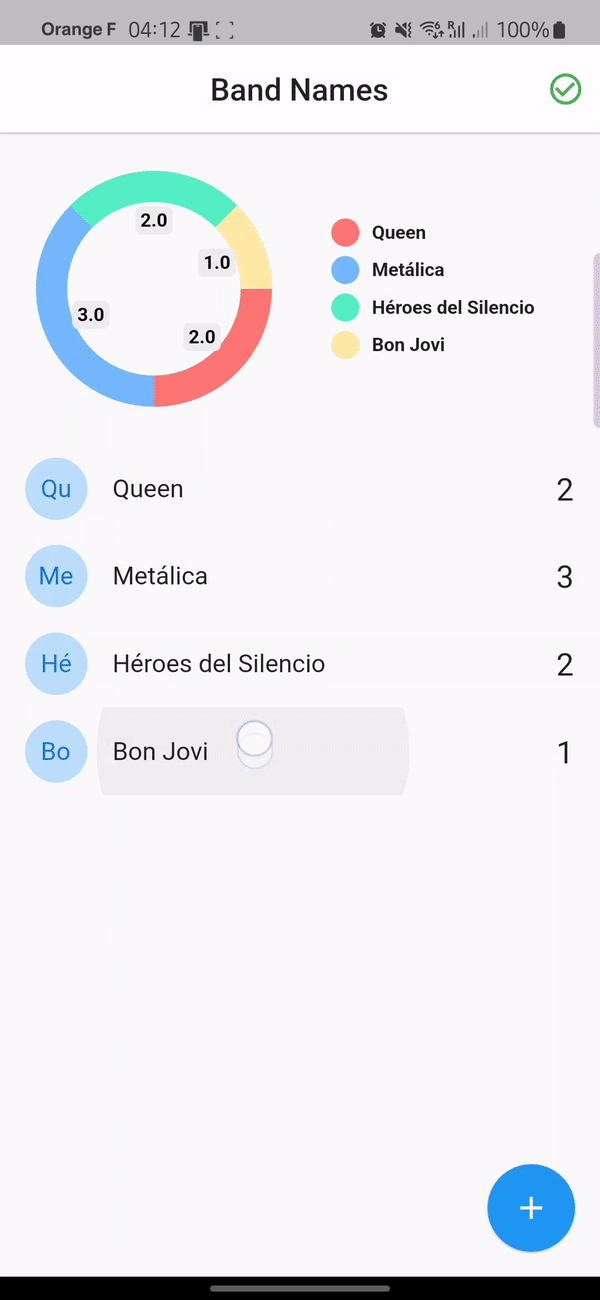 Orange F 04:12 100%
Band Names
2.0
1.0
3.0
2.0
Queen
Metálica
Héroes del Silencio
Bon Jovi
Qu Queen 2
Me Metálica 3
Hé Héroes del Silencio 2
Bo Bon Jovi 1
+